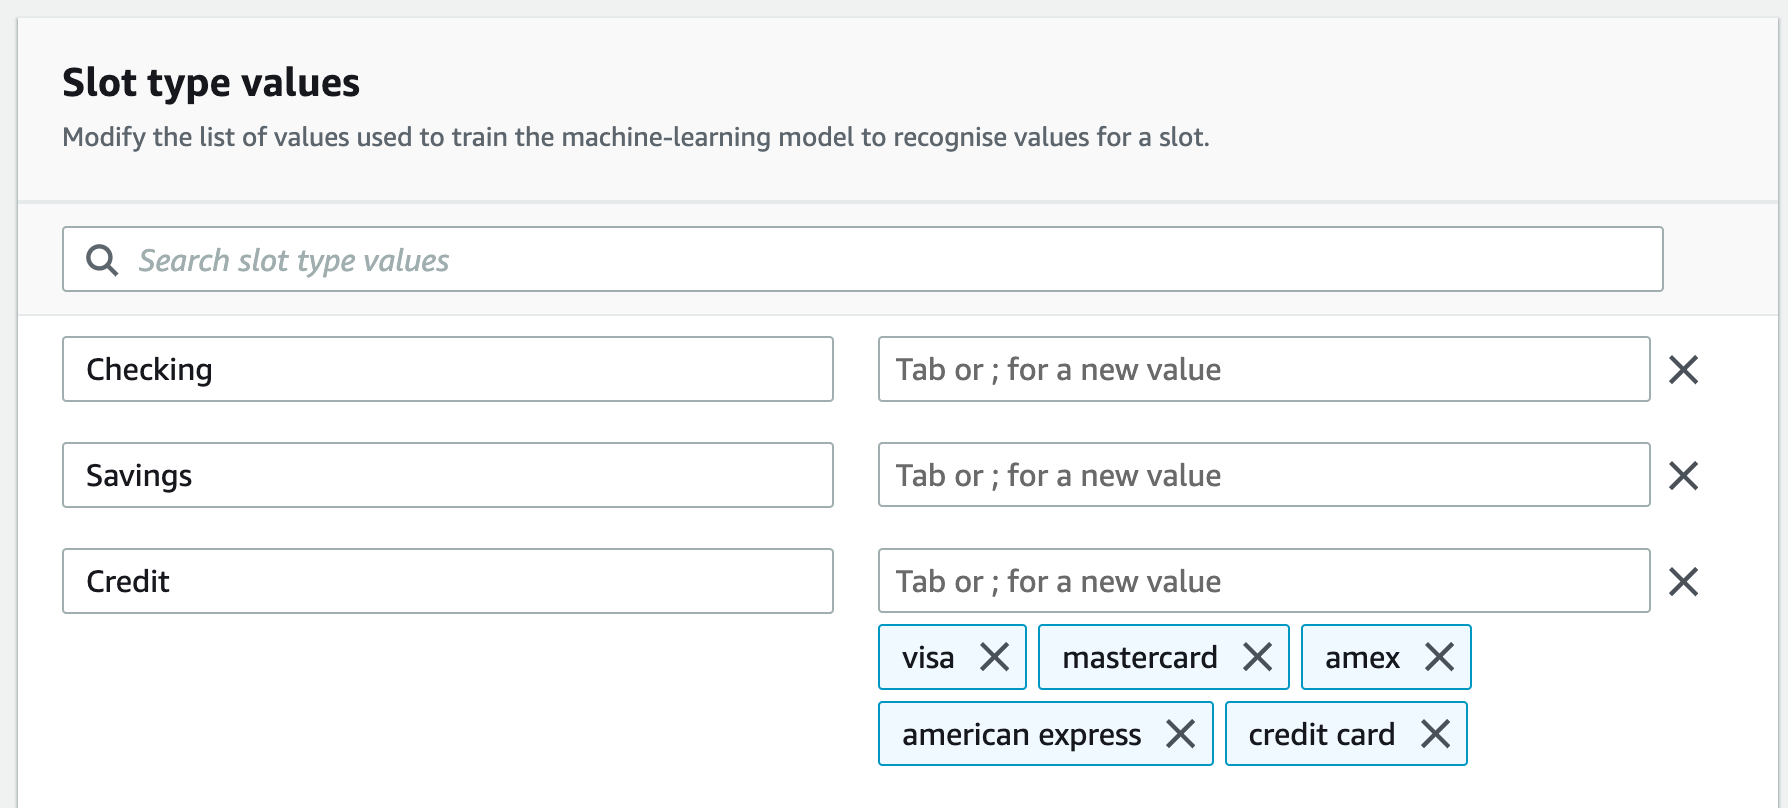 Slot type values
Modify the list of values used to train the machine-learning model to recognise values for a slot.
Search slot type values
Checking
Tab or ; for a new value
Savings
Tab or ; for a new value
Credit
Tab or ; for a new value
visa
mastercard
amex
american express
credit card